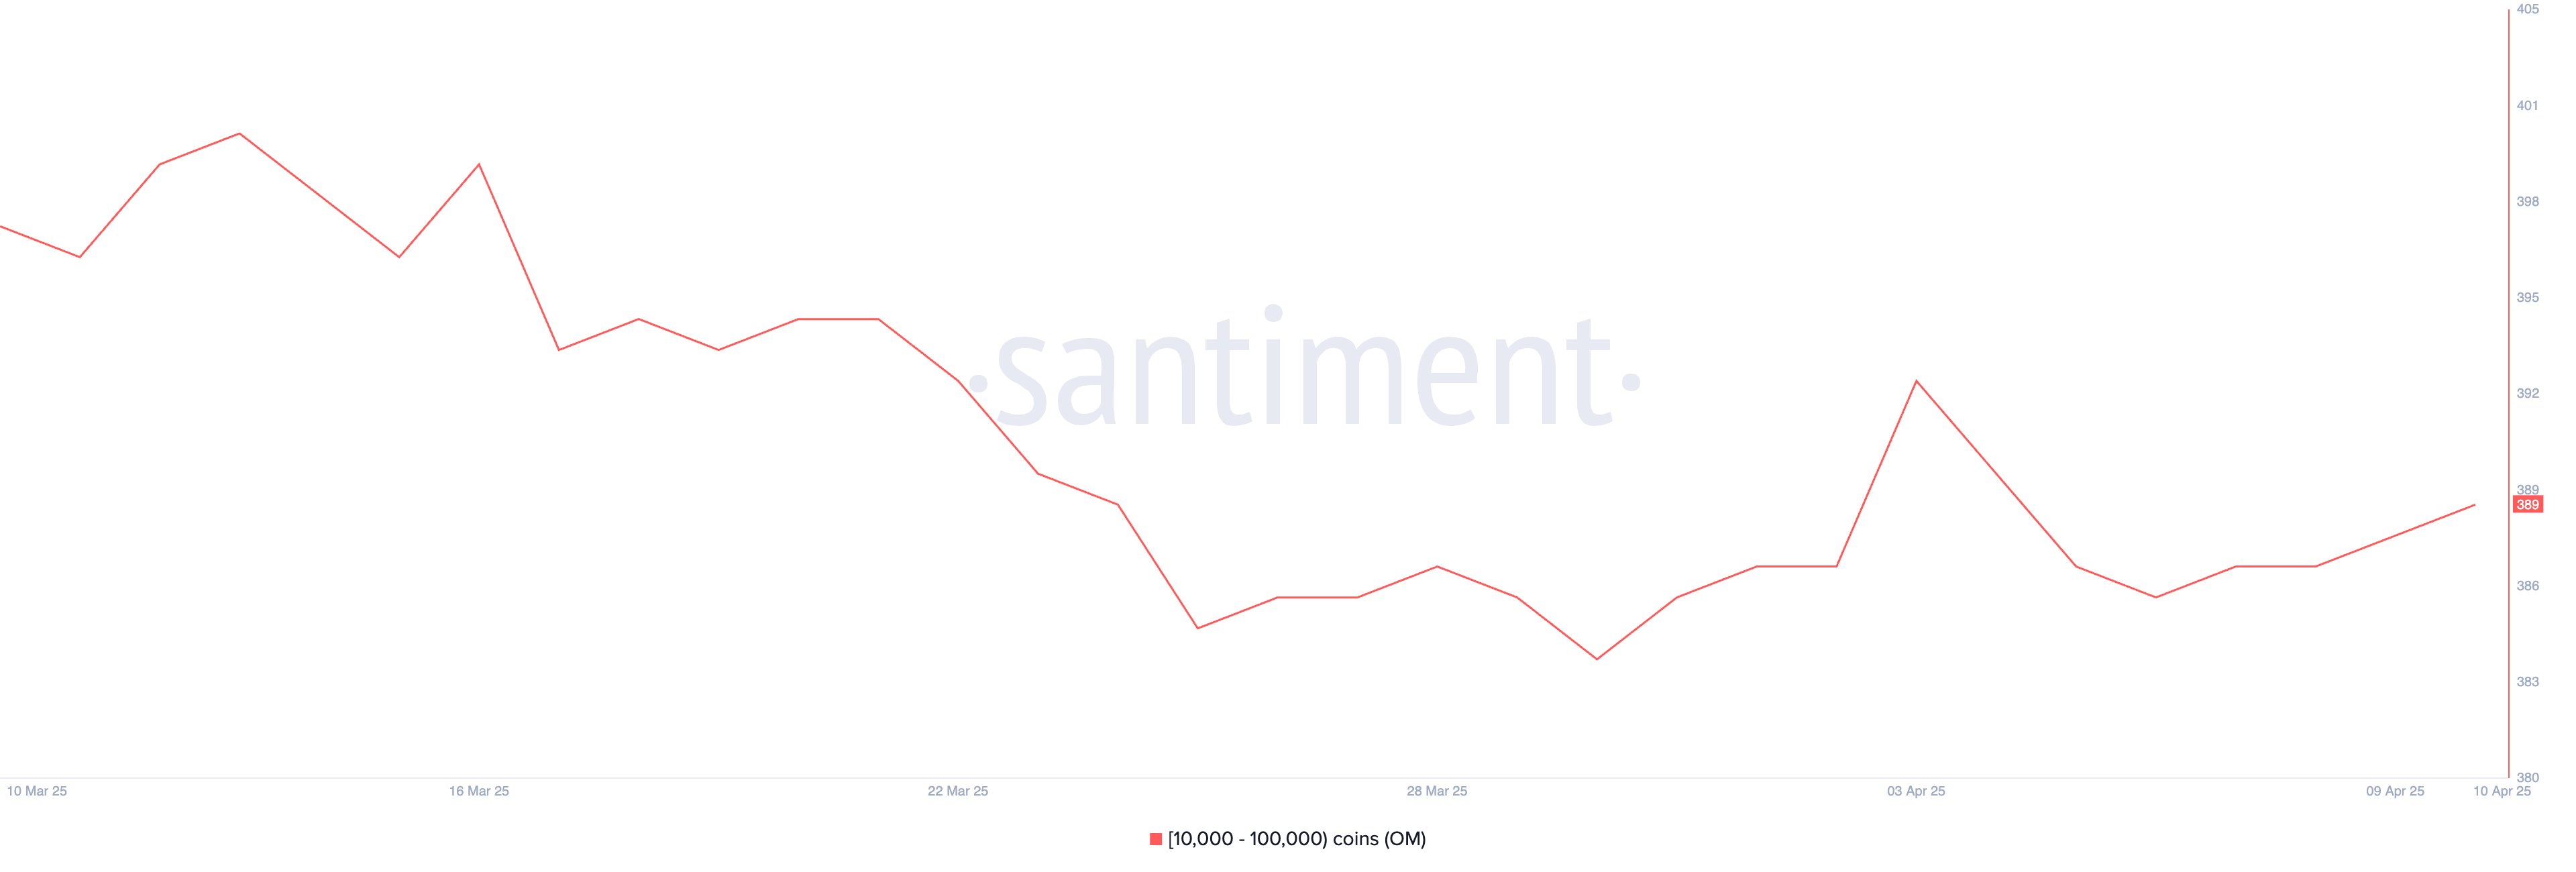 405
401
398
395
·santiment·
392
389
389
386
383
380
10 Mar 25
16 Mar 25
22 Mar 25
28 Mar 25
03 Apr 25
09 Apr 25
10 Apr 25
[10,000 - 100,000) coins (OM)